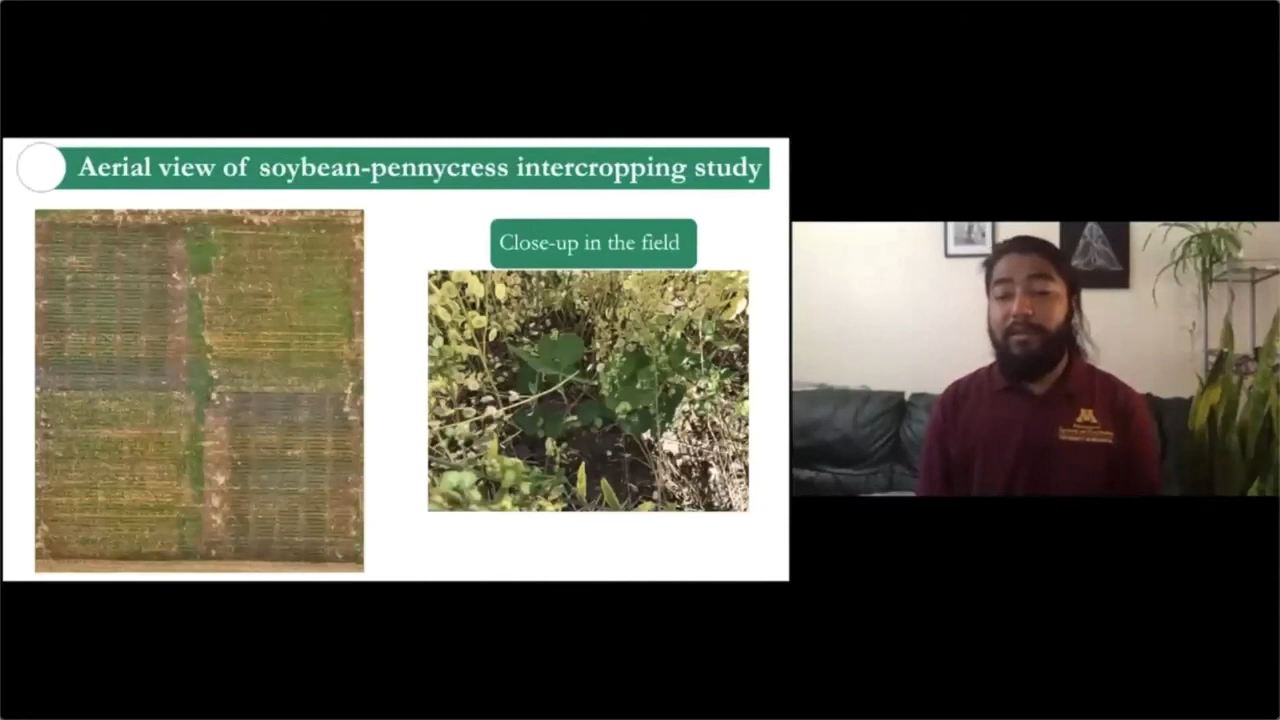 Aerial view of soybean-pennycress intercropping study
Close-up in the field
M